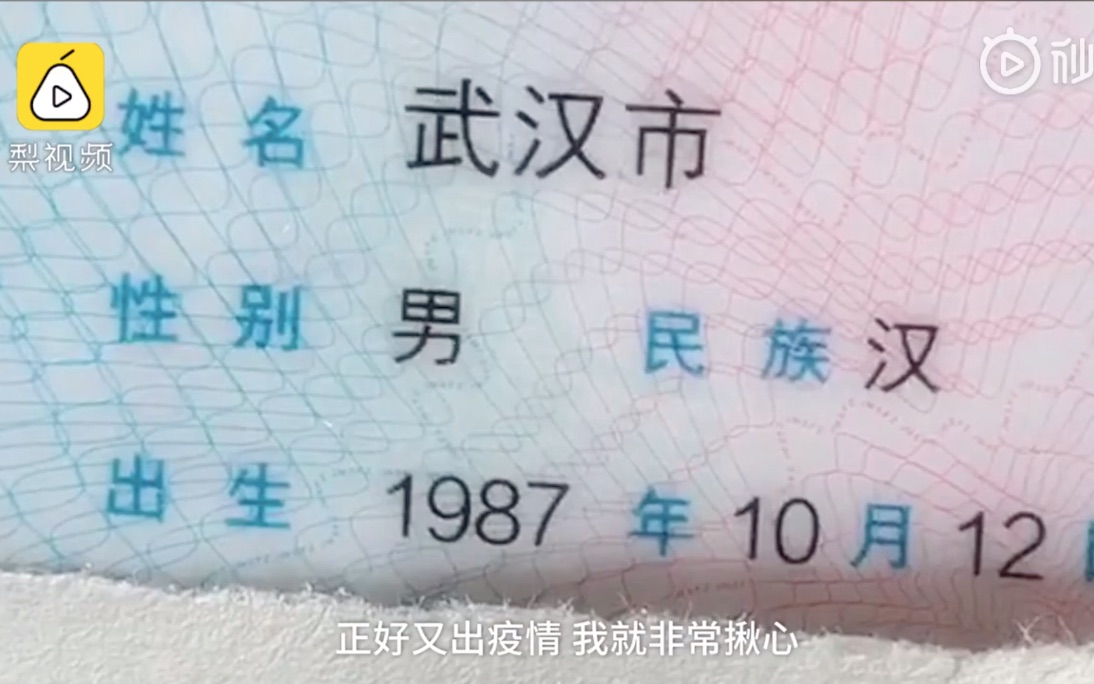 梨视频
秒
姓名 武汉市
性别 男 民族 汉
出生 1987 年 10 月 12
正好又出疫情 我就非常揪心